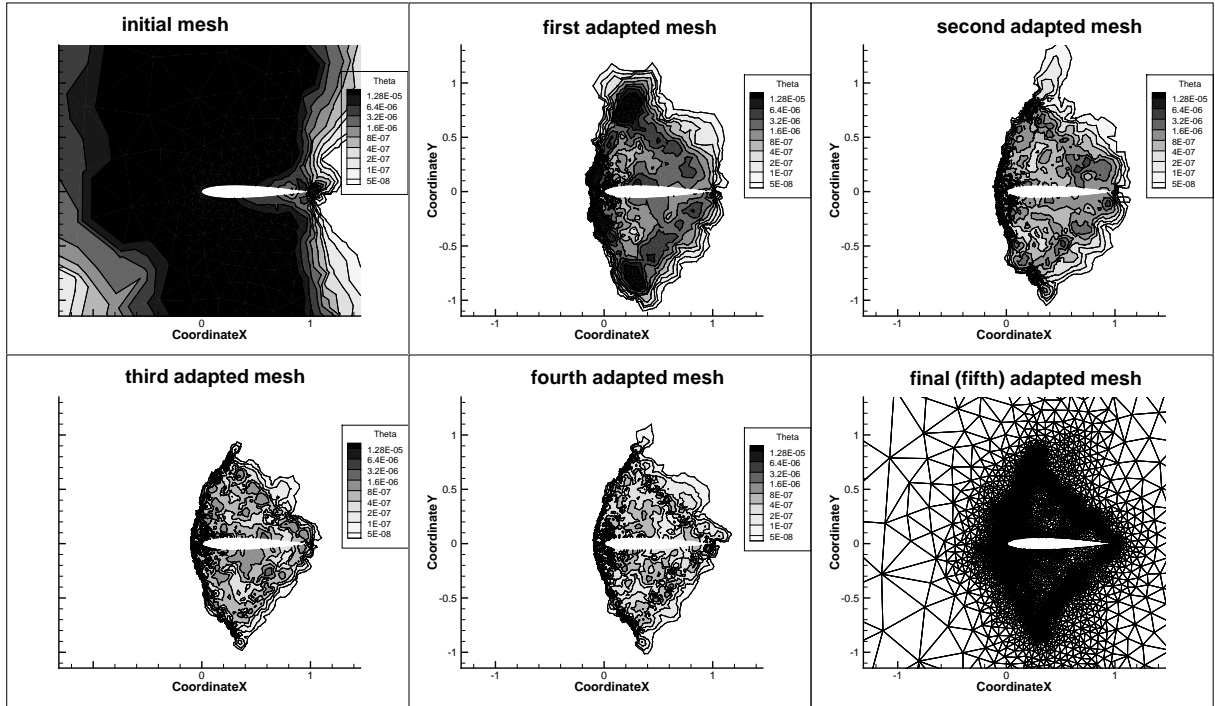 initial mesh
Theta
1.28E-05
6.4E-06
3.2E-06
1.6E-06
8E-07
4E-07
2E-07
1E-07
5E-08
0
1
CoordinateX
first adapted mesh
CoordinateY
1
0.5
0
-0.5
-1
Theta
1.28E-05
6.4E-06
3.2E-06
1.6E-06
8E-07
4E-07
2E-07
1E-07
5E-08
-1
0
1
CoordinateX
second adapted mesh
CoordinateY
1
0.5
0
-0.5
-1
Theta
1.28E-05
6.4E-06
3.2E-06
1.6E-06
8E-07
4E-07
2E-07
1E-07
5E-08
-1
0
1
CoordinateX
third adapted mesh
Theta
1.28E-05
6.4E-06
3.2E-06
1.6E-06
8E-07
4E-07
2E-07
1E-07
5E-08
0
1
CoordinateX
fourth adapted mesh
CoordinateY
1
0.5
0
-0.5
-1
Theta
1.28E-05
6.4E-06
3.2E-06
1.6E-06
8E-07
4E-07
2E-07
1E-07
5E-08
-1
0
1
CoordinateX
final (fifth) adapted mesh
CoordinateY
1
0.5
0
-0.5
-1
-1
0
1
CoordinateX